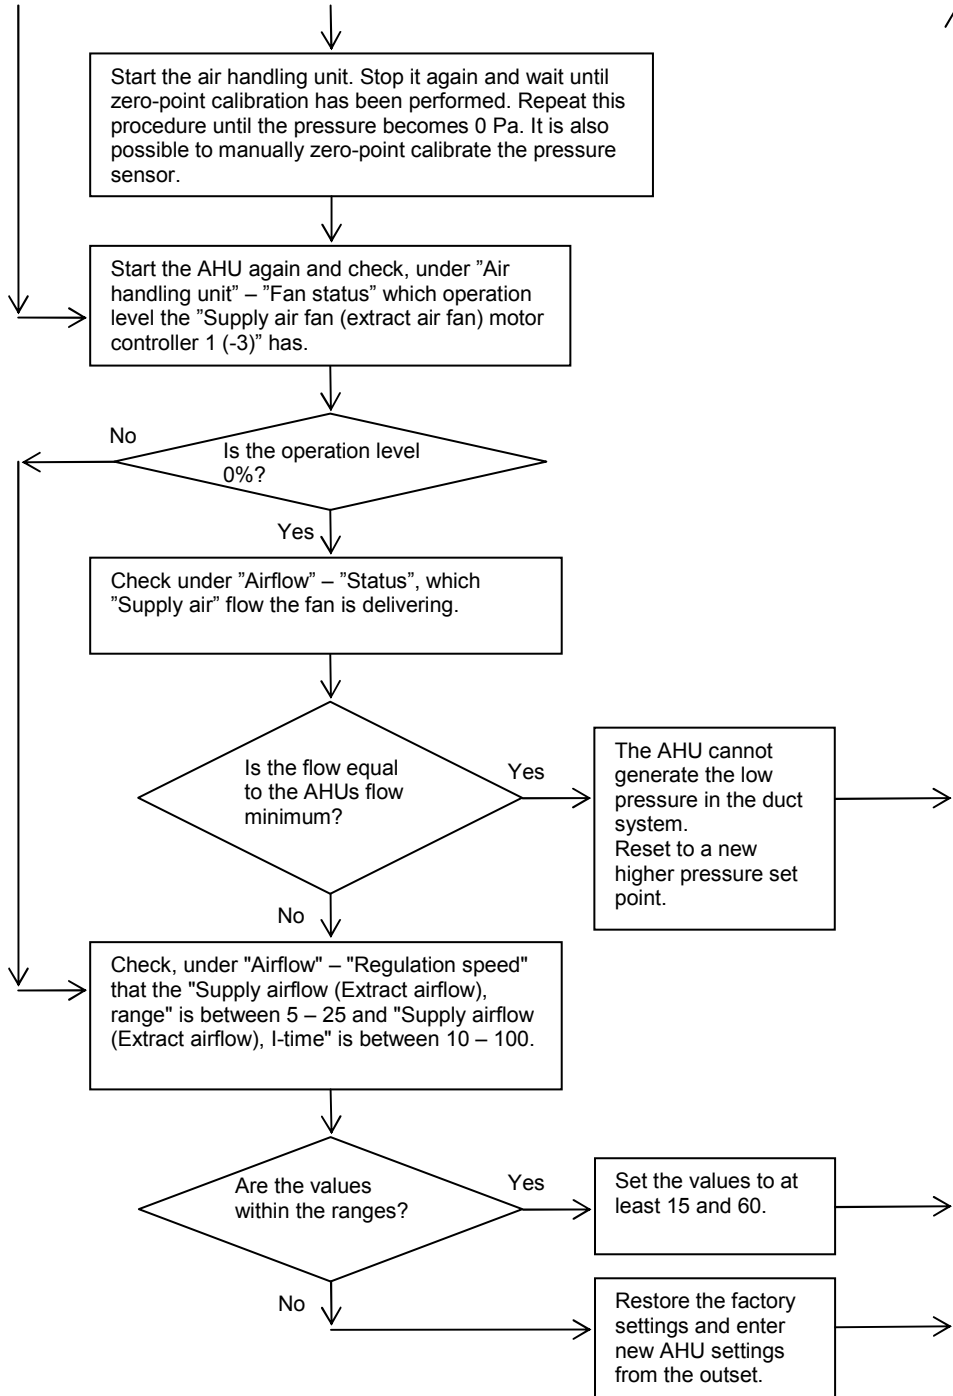 Start the air handling unit. Stop it again and wait until
zero-point calibration has been performed. Repeat this
procedure until the pressure becomes 0 Pa. It is also
possible to manually zero-point calibrate the pressure
sensor.
Start the AHU again and check, under ”Air
handling unit” – ”Fan status” which operation
level the ”Supply air fan (extract air fan) motor
controller 1 (-3)” has.
No
Is the operation level
0%?
Yes
Check under ”Airflow” – ”Status”, which
”Supply air” flow the fan is delivering.
Is the flow equal
to the AHUs flow
minimum?
Yes
The AHU cannot
generate the low
pressure in the duct
system.
Reset to a new
higher pressure set
point.
No
Check, under "Airflow" – "Regulation speed"
that the "Supply airflow (Extract airflow),
range" is between 5 – 25 and "Supply airflow
(Extract airflow), I-time" is between 10 – 100.
Are the values
within the ranges?
Yes
Set the values to at
least 15 and 60.
No
Restore the factory
settings and enter
new AHU settings
from the outset.